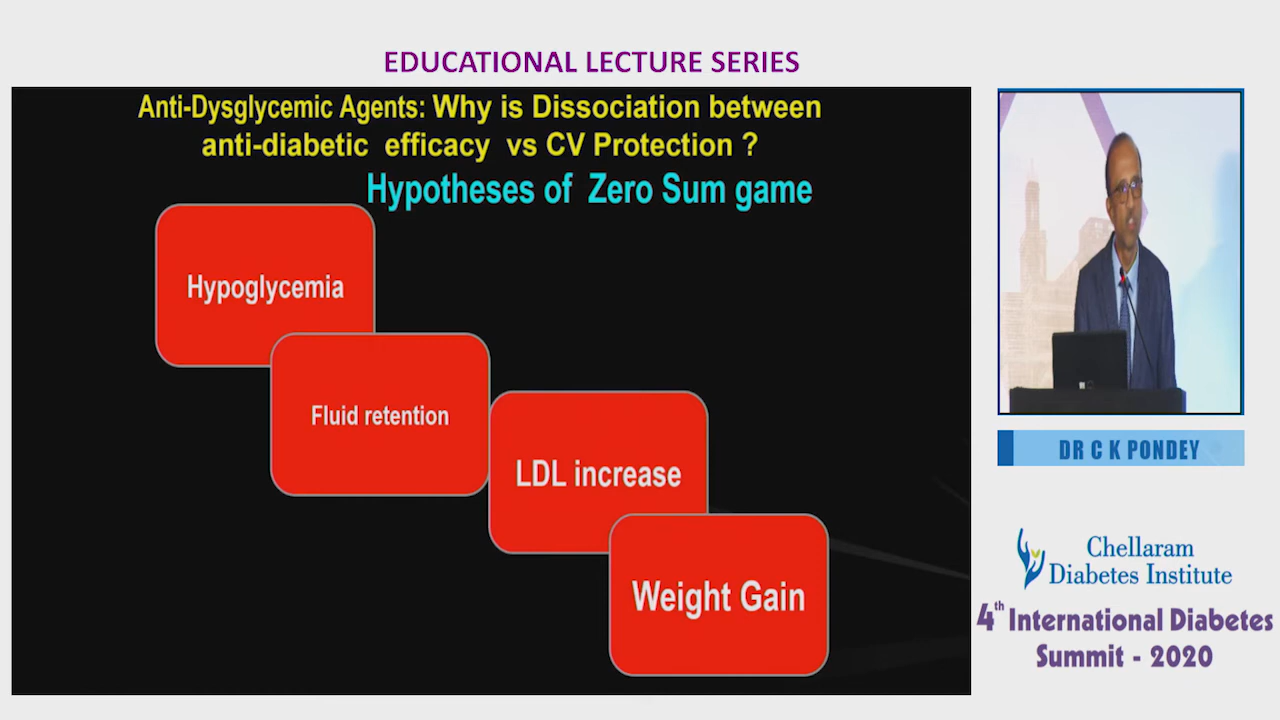 EDUCATIONAL LECTURE SERIES
Anti-Dysglycemic Agents: Why is Dissociation between
anti-diabetic efficacy vs CV Protection ?
Hypotheses of Zero Sum game
Hypoglycemia
Fluid retention
LDL increase
Weight Gain
DR C K PONDEY
Chellaram
Diabetes Institute
4th International Diabetes
Summit - 2020